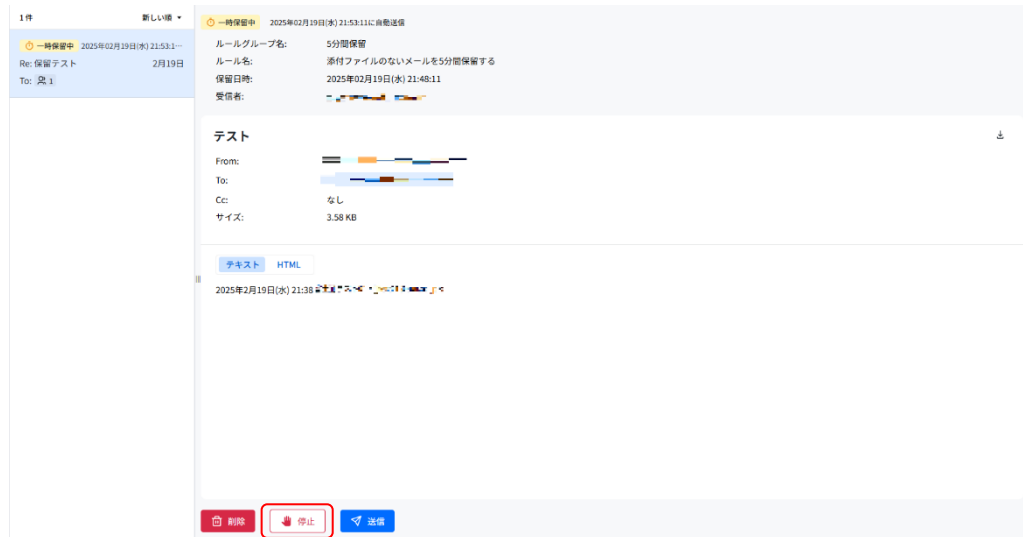 1件 新しい順
一時保留中 2025年02月19日(水) 21:53:1…
Re: 保留テスト 2月19日
To: 1
一時保留中 2025年02月19日(水) 21:53:11に自動送信
ルールグループ名: 5分間保留
ルール名: 添付ファイルのないメールを5分間保留する
保留日時: 2025年02月19日(水) 21:48:11
受信者:
テスト
From:
To:
Cc: なし
サイズ: 3.58 KB
テキスト HTML
2025年2月19日(水) 21:38
削除 停止 送信